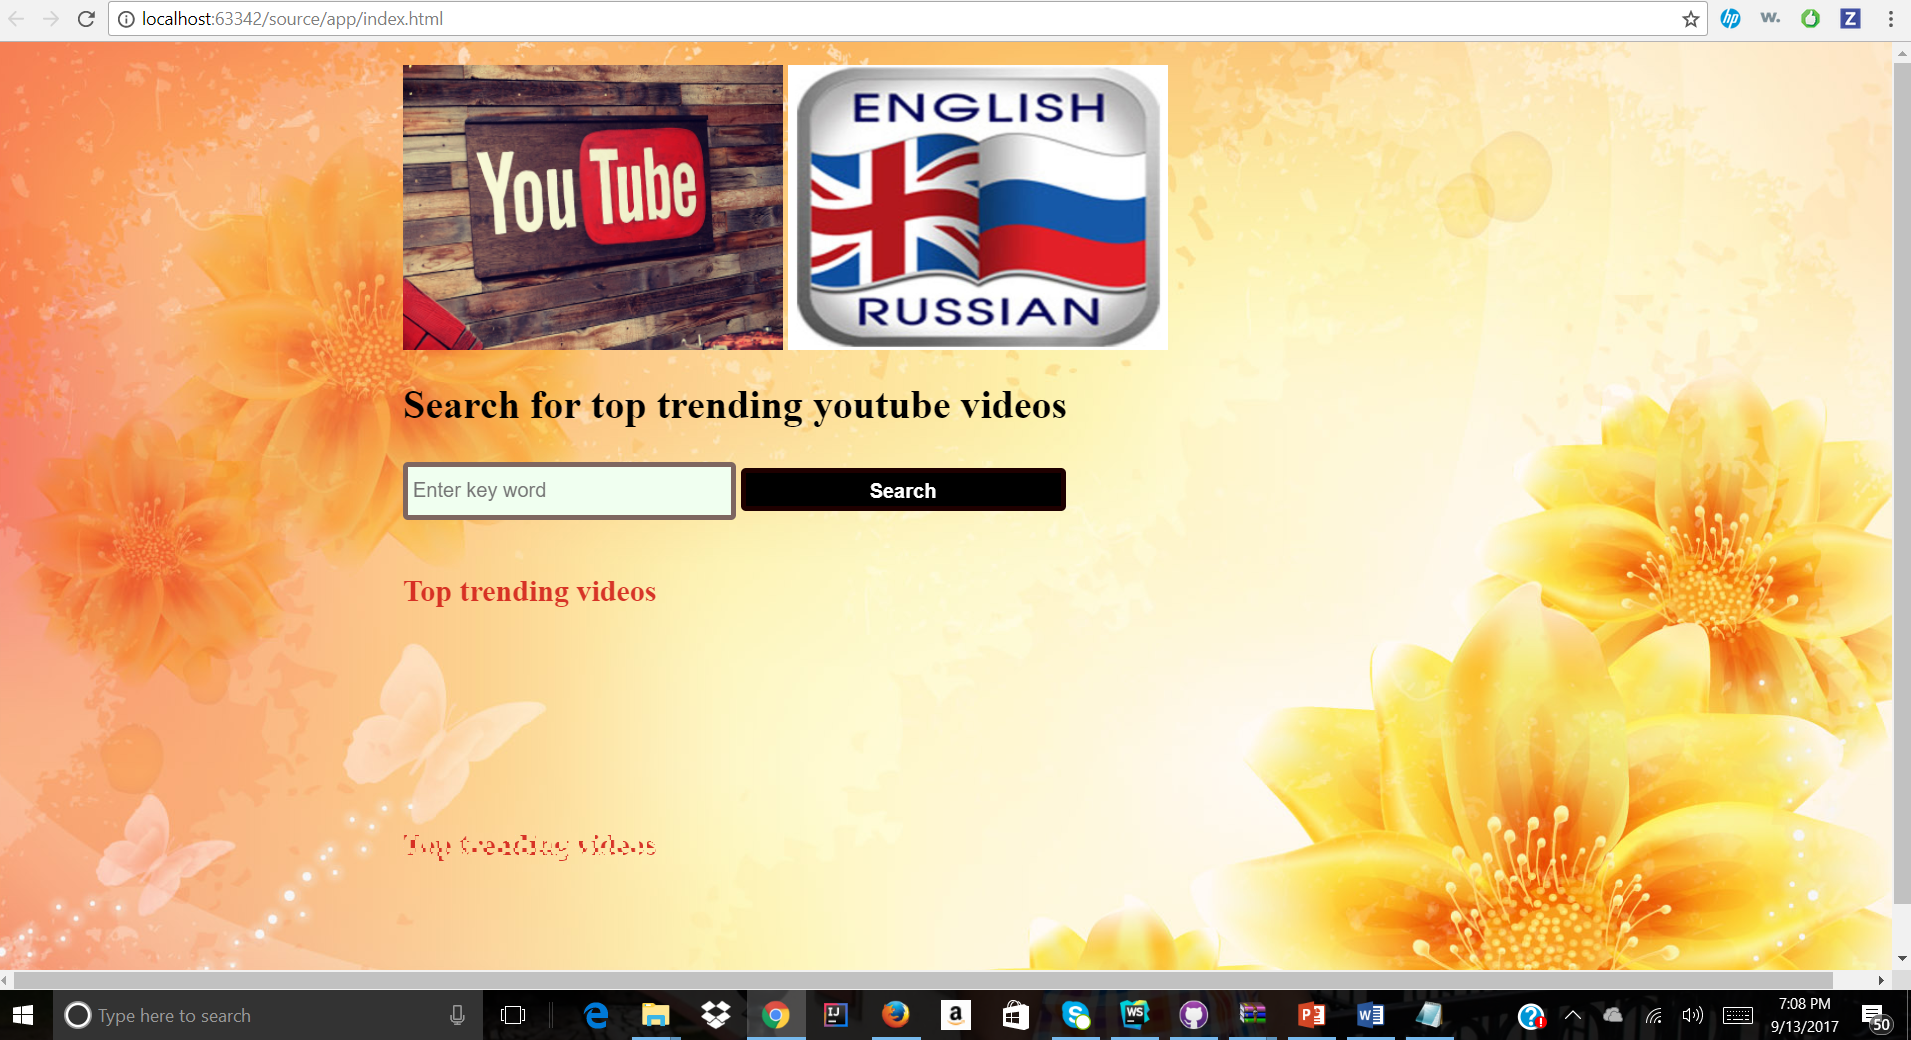 localhost:63342/source/app/index.html
hp
w.
Z
You Tube
ENGLISH
RUSSIAN
Search for top trending youtube videos
Enter key word
Search
Top trending videos
Top trending videos
Type here to search
IJ
a
S
WS
P
W
7:08 PM
9/13/2017
50